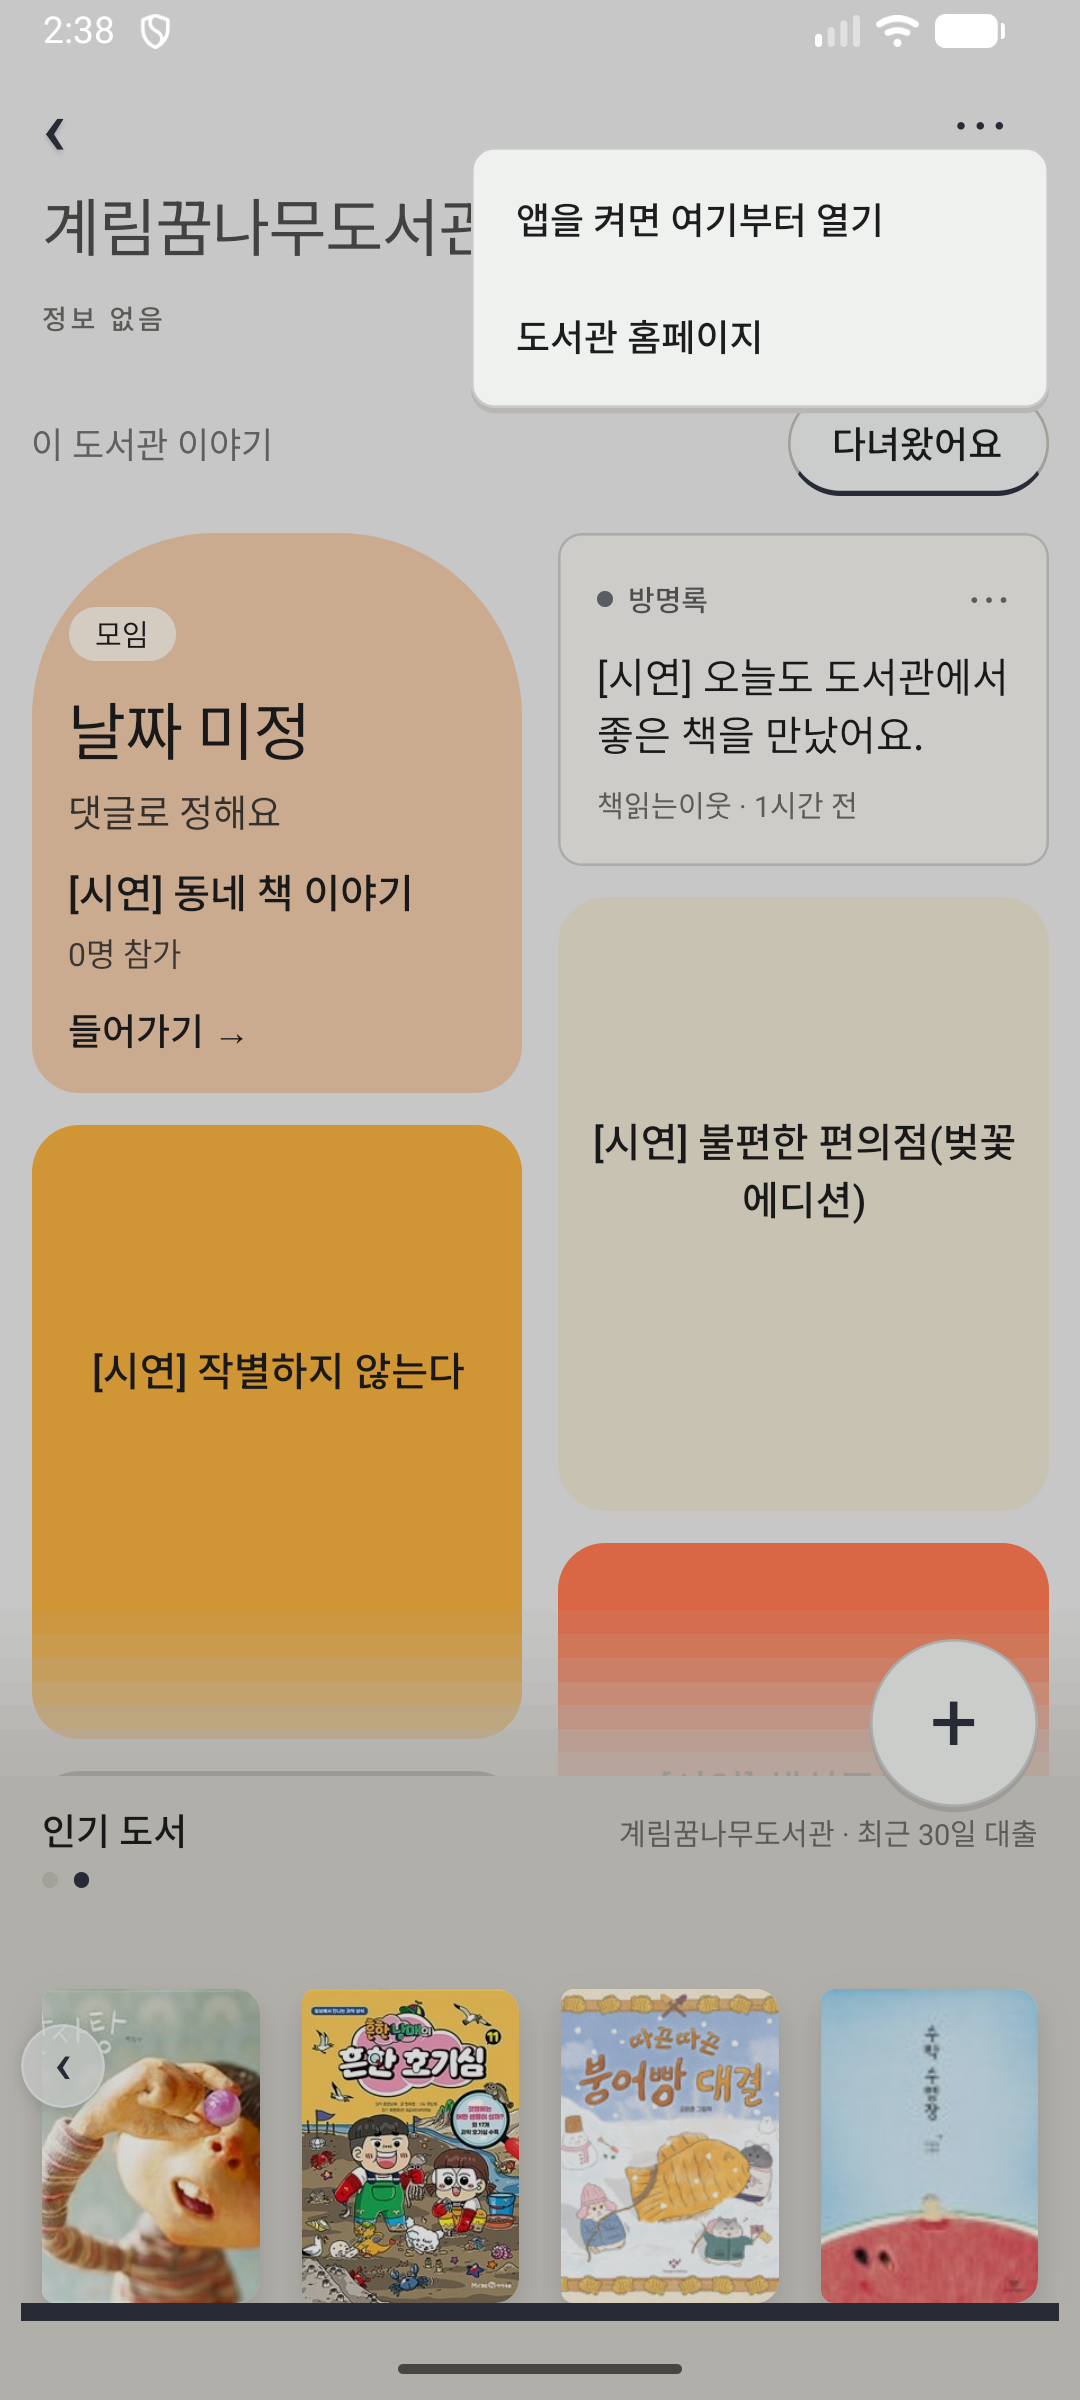 2:38
계림꿈나무도서관
앱을 켜면 여기부터 열기
도서관 홈페이지
정보 없음
이 도서관 이야기
다녀왔어요
모임
날짜 미정
댓글로 정해요
[시연] 동네 책 이야기
0명 참가
들어가기 →
방명록
[시연] 오늘도 도서관에서
좋은 책을 만났어요.
책읽는이웃 · 1시간 전
[시연] 불편한 편의점(벚꽃
에디션)
[시연] 작별하지 않는다
+
인기 도서
계림꿈나무도서관 · 최근 30일 대출
흔한남매의
흔한 호기심
11
따끈따끈
붕어빵 대결
수박 수영장